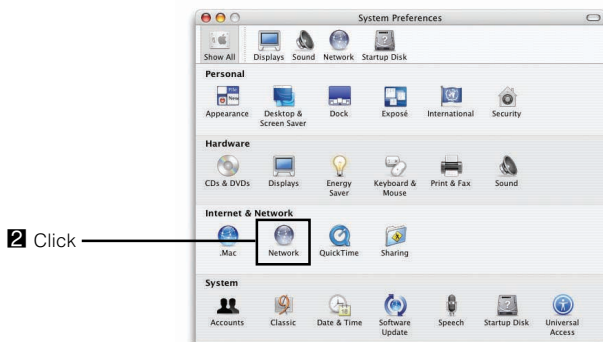 System Preferences
Show All Displays Sound Network Startup Disk
Personal
Appearance Desktop & Screen Saver Dock Exposé International Security
Hardware
CDs & DVDs Displays Energy Saver Keyboard & Mouse Print & Fax Sound
Internet & Network
.Mac Network QuickTime Sharing
2 Click
System
Accounts Classic Date & Time Software Update Speech Startup Disk Universal Access